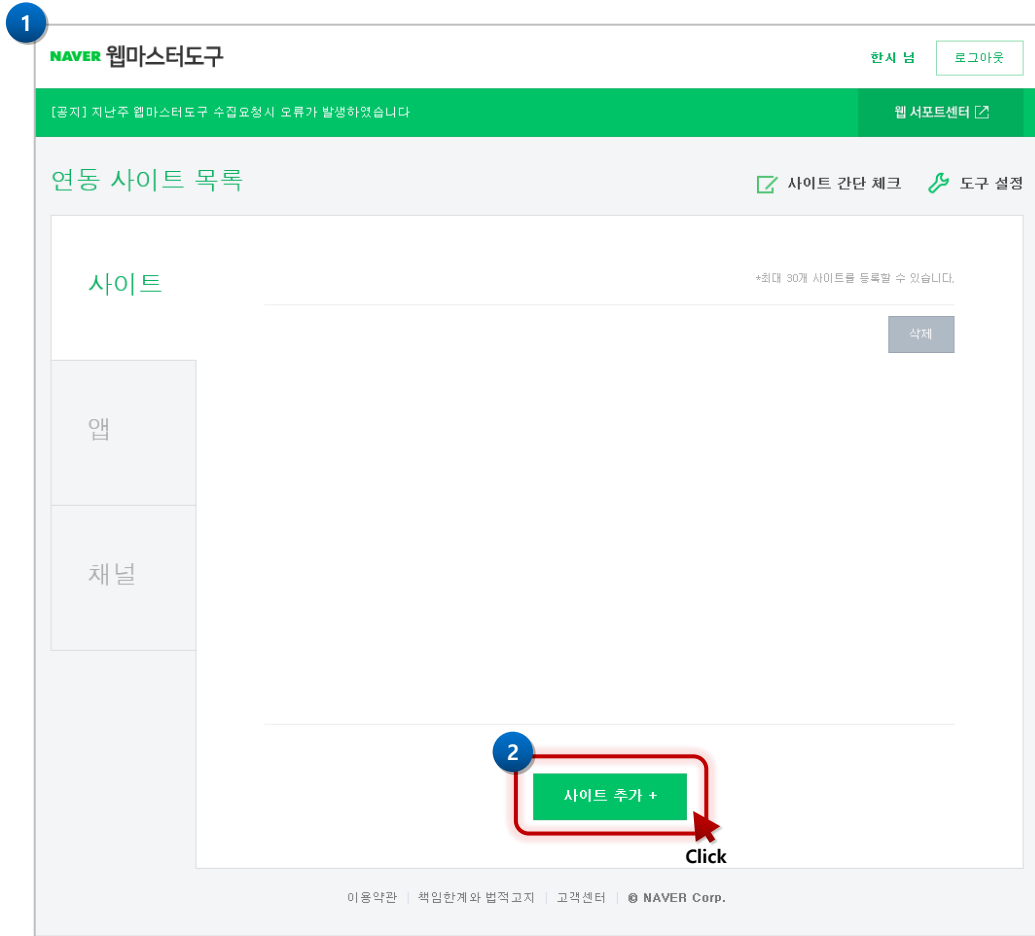 1
NAVER 웹마스터도구
한시 님
로그아웃
[공지] 지난주 웹마스터도구 수집요청시 오류가 발생하였습니다
웹 서포트센터
연동 사이트 목록
사이트 간단 체크
도구 설정
사이트
*최대 30개 사이트를 등록할 수 있습니다.
삭제
앱
채널
2
사이트 추가 +
Click
이용약관 | 책임한계와 법적고지 | 고객센터 | © NAVER Corp.